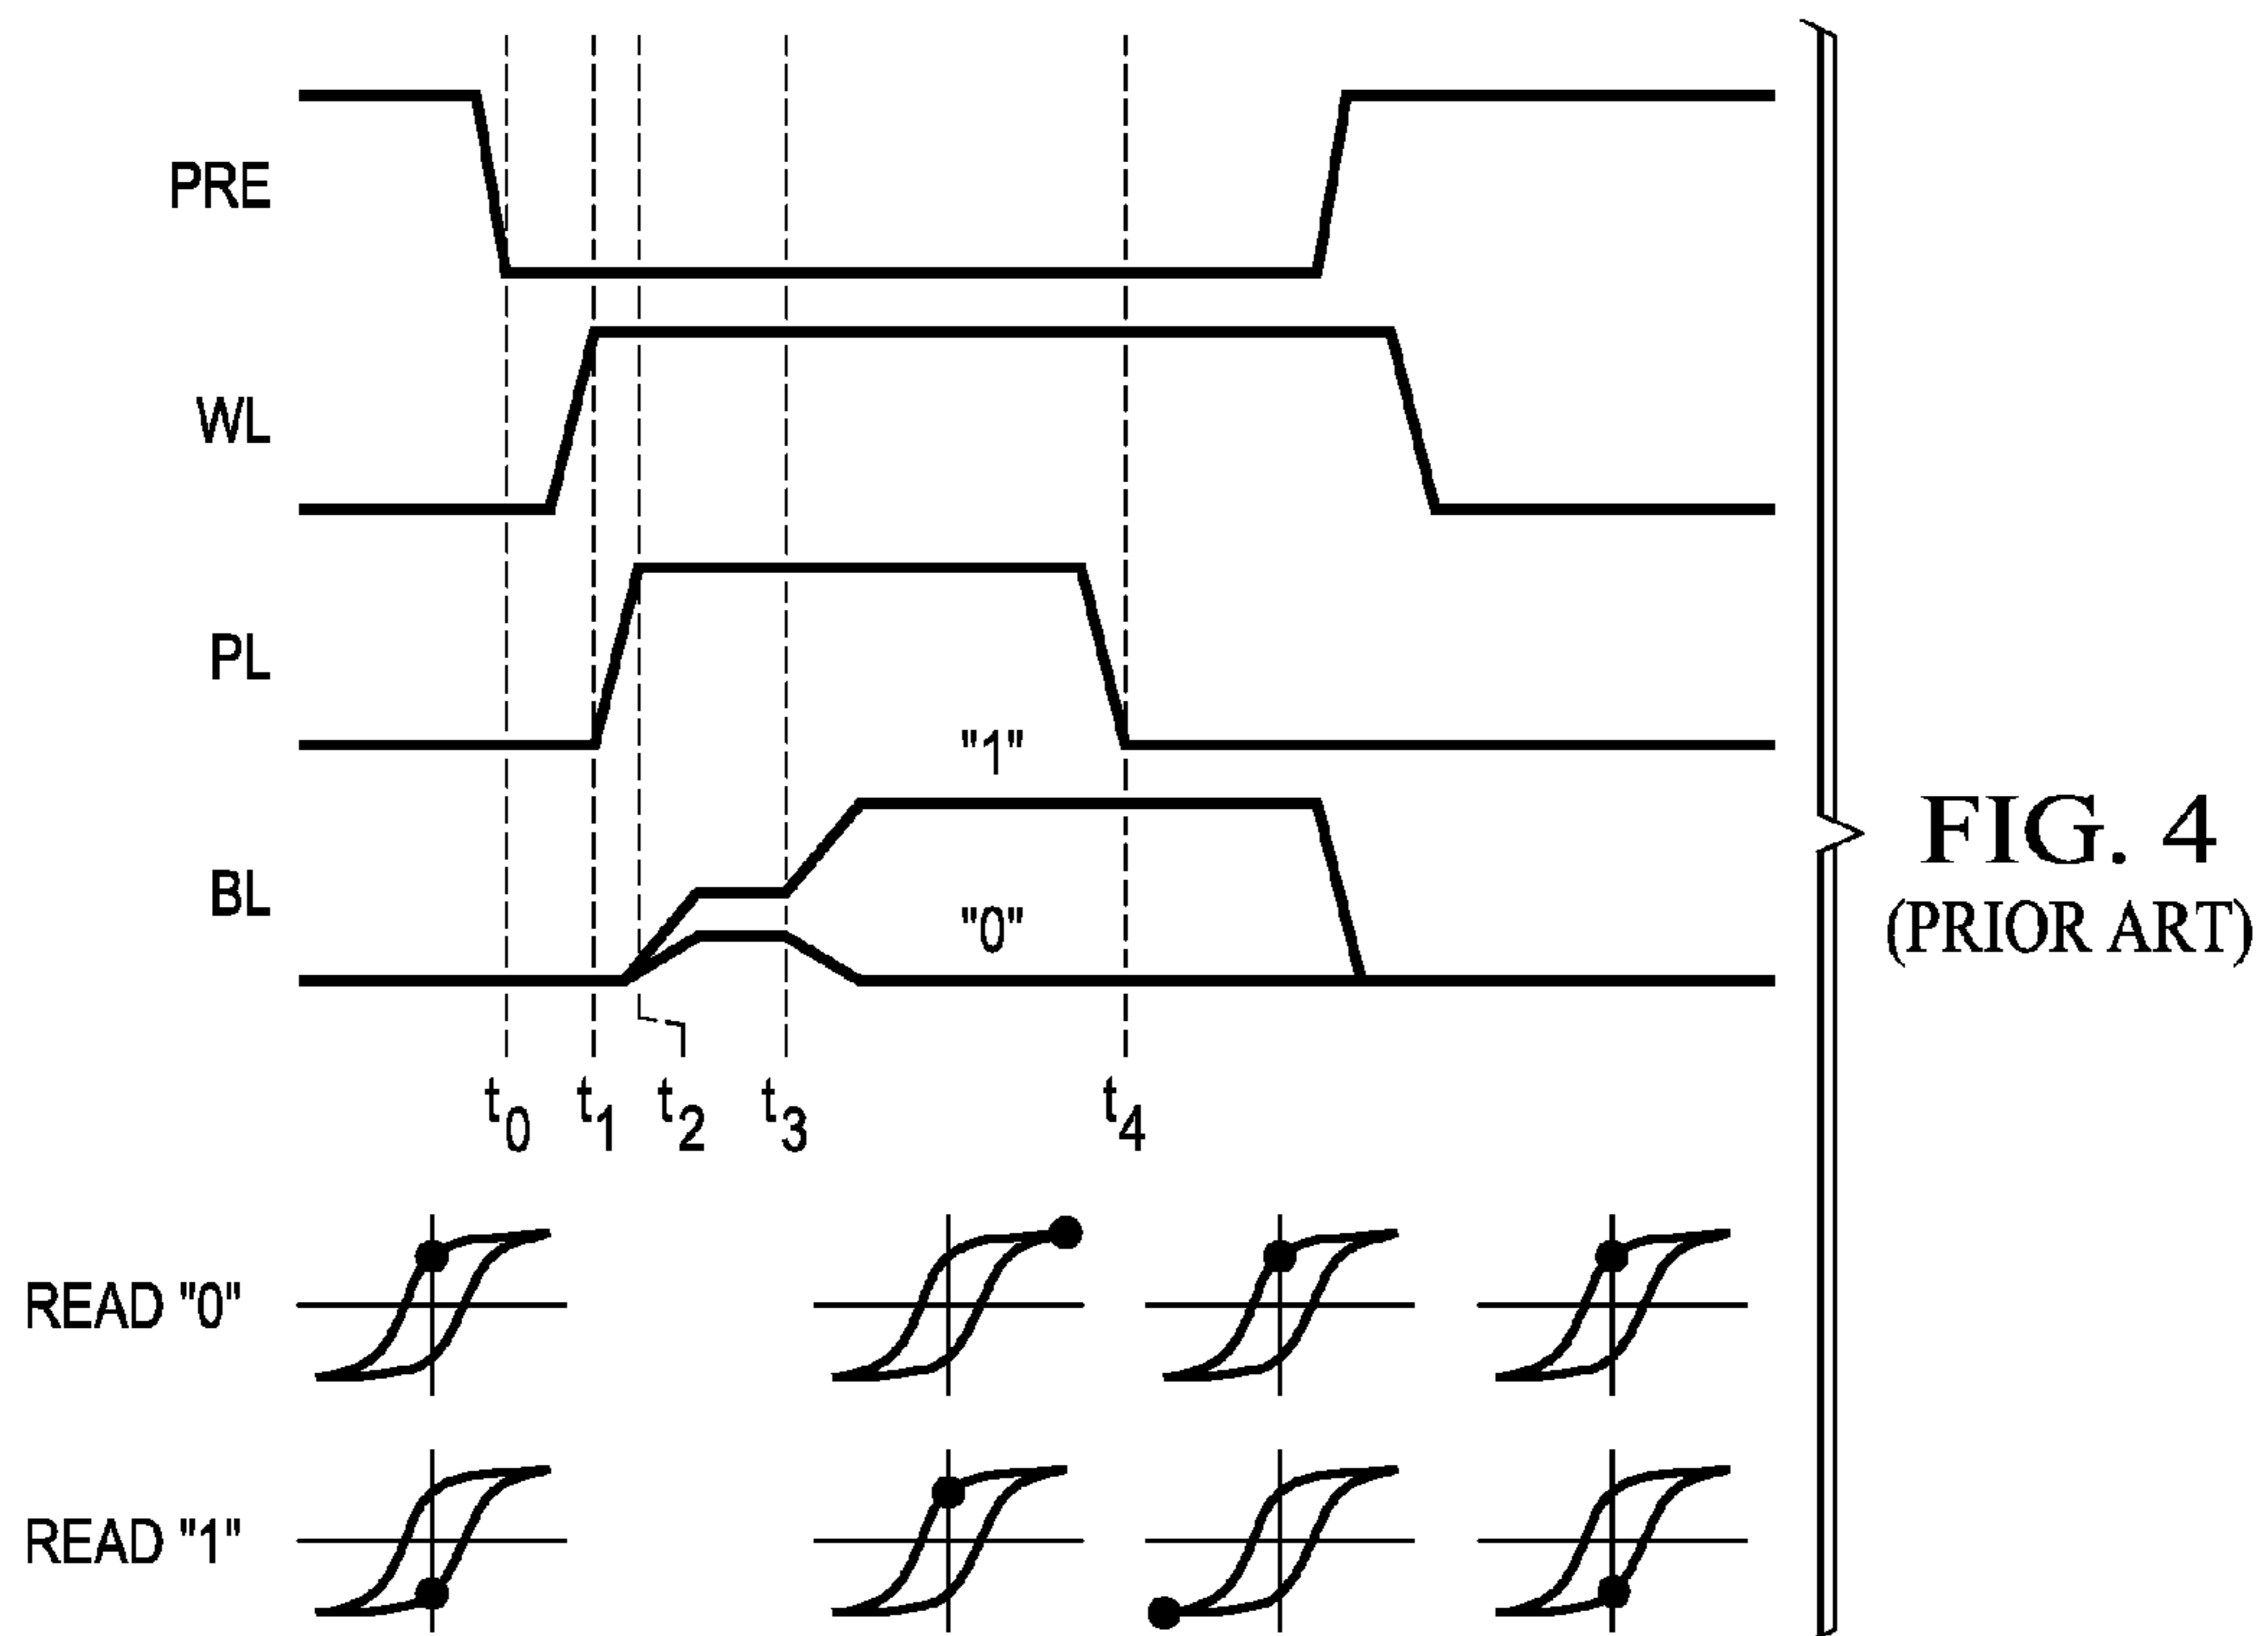 PRE
WL
PL
"1"
BL
"0"
t0 t1 t2 t3 t4
READ "0"
READ "1"
FIG. 4
(PRIOR ART)